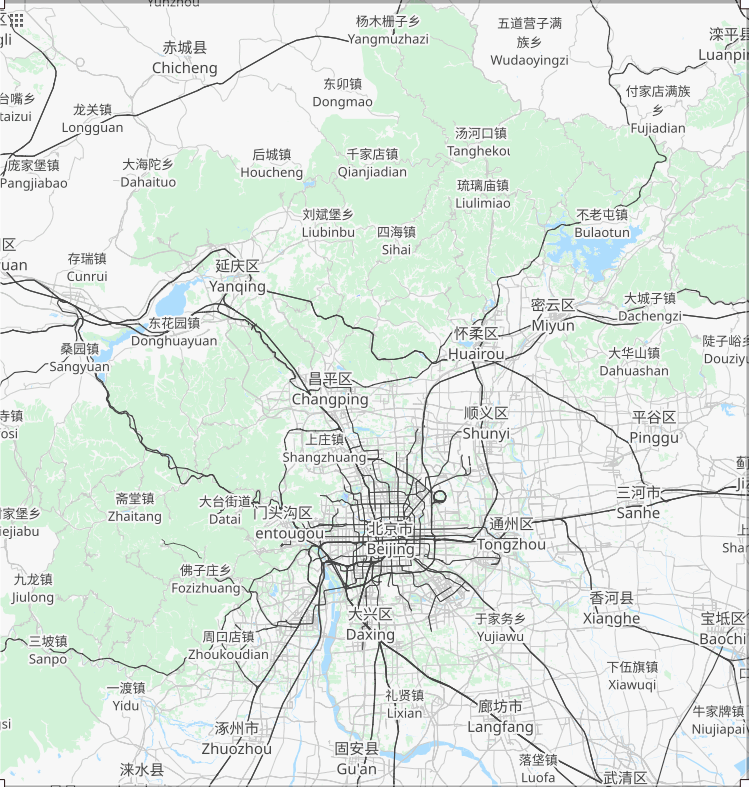 Yunzhou
杨木栅子乡
Yangmuzhazi
五道营子满
族乡
Wudaoyingzi
滦平县
赤城县
Chicheng
东卯镇
Dongmao
付家店满族
乡
Fujiadian
龙关镇
Longguan
汤河口镇
庞家堡镇
Pangjiabao
大海陀乡
Dahaituo
后城镇
Houcheng
千家店镇
Qianjiadian
琉璃庙镇
Liulimiao
刘斌堡乡
Liubinbu
四海镇
Sihai
不老屯镇
Bulaotun
存瑞镇
Cunrui
延庆区
Yanqing
东花园镇
Donghuayuan
密云区
Miyun
大城子镇
Dachengzi
怀柔区
Huairou
桑园镇
Sangyuan
大华山镇
Dahuashan
昌平区
Changping
顺义区
Shunyi
平谷区
Pinggu
上庄镇
Shangzhuang
斋堂镇
Zhaitang
大台街道
Datai
门头沟区
entougou
北京市
Beijing
通州区
Tongzhou
三河市
Sanhe
九龙镇
Jiulong
佛子庄乡
Fozizhuang
香河县
Xianghe
大兴区
Daxing
于家务乡
Yujiawu
三坡镇
Sanpo
周口店镇
Zhoukoudian
宝坻区
下伍旗镇
Xiawuqi
一渡镇
Yidu
礼贤镇
Lixian
廊坊市
Langfang
牛家牌镇
Niujiapai
涿州市
Zhuozhou
固安县
Gu'an
落垡镇
Luofa
涞水县
武清区